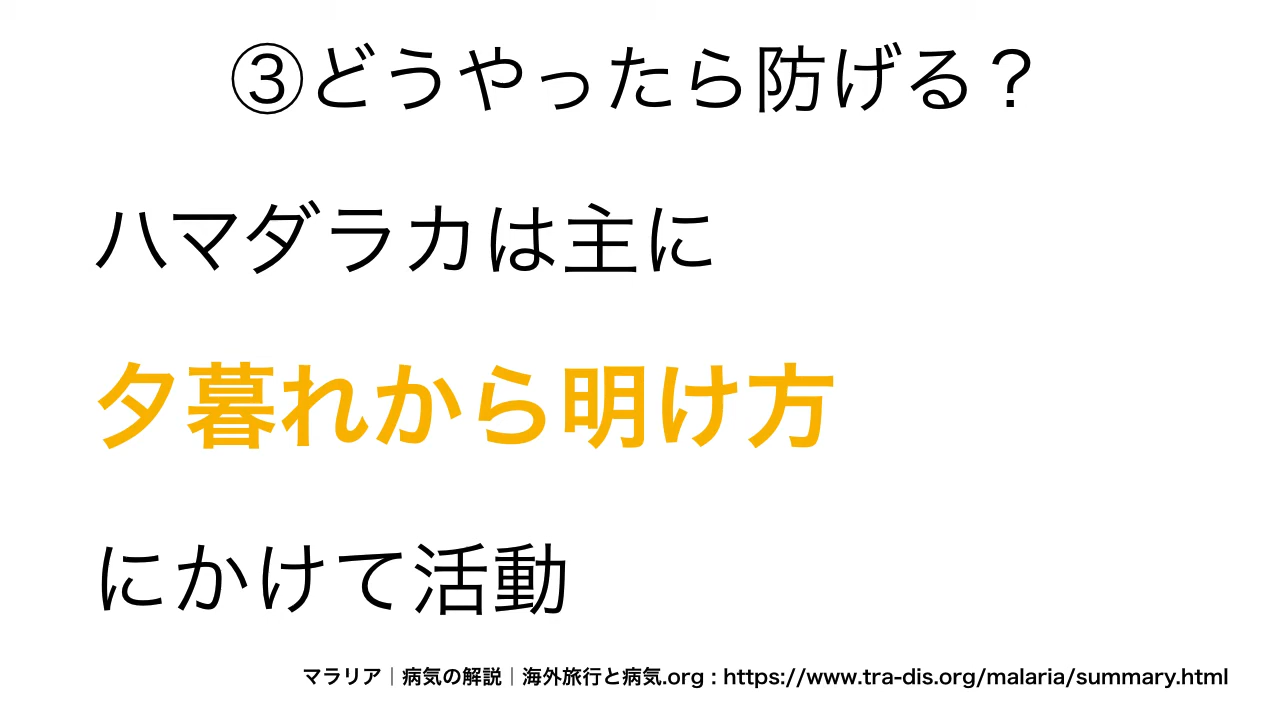 ③どうやったら防げる？
ハマダラカは主に
夕暮れから明け方
にかけて活動
マラリア｜病気の解説｜海外旅行と病気.org : https://www.tra-dis.org/malaria/summary.html